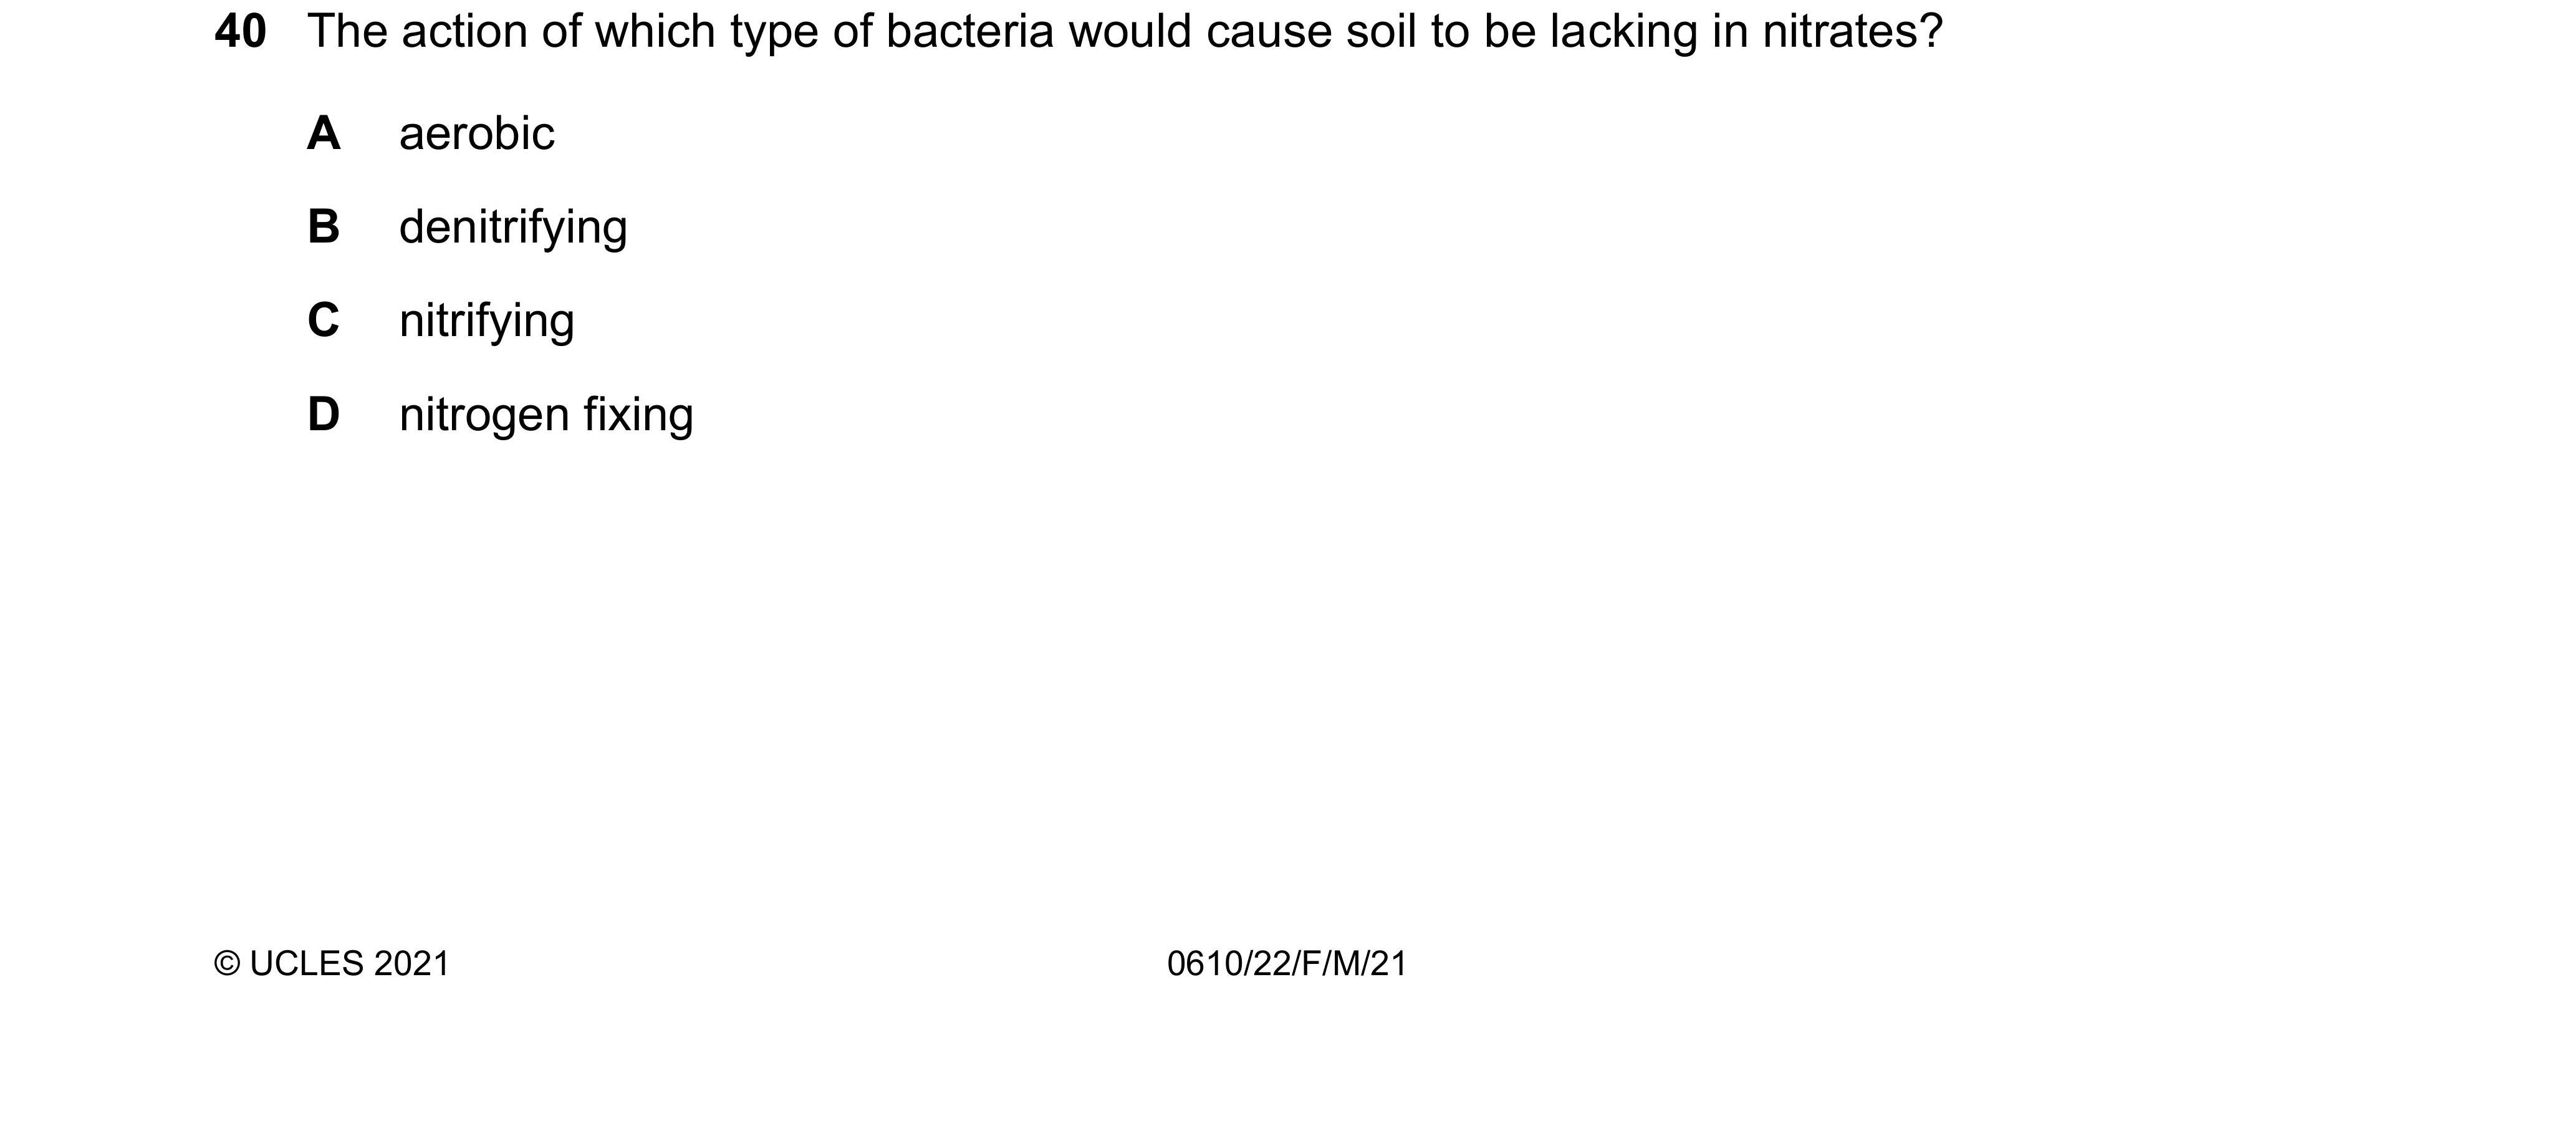 40 The action of which type of bacteria would cause soil to be lacking in nitrates?
A aerobic
B denitrifying
C nitrifying
D nitrogen fixing
© UCLES 2021 0610/22/F/M/21